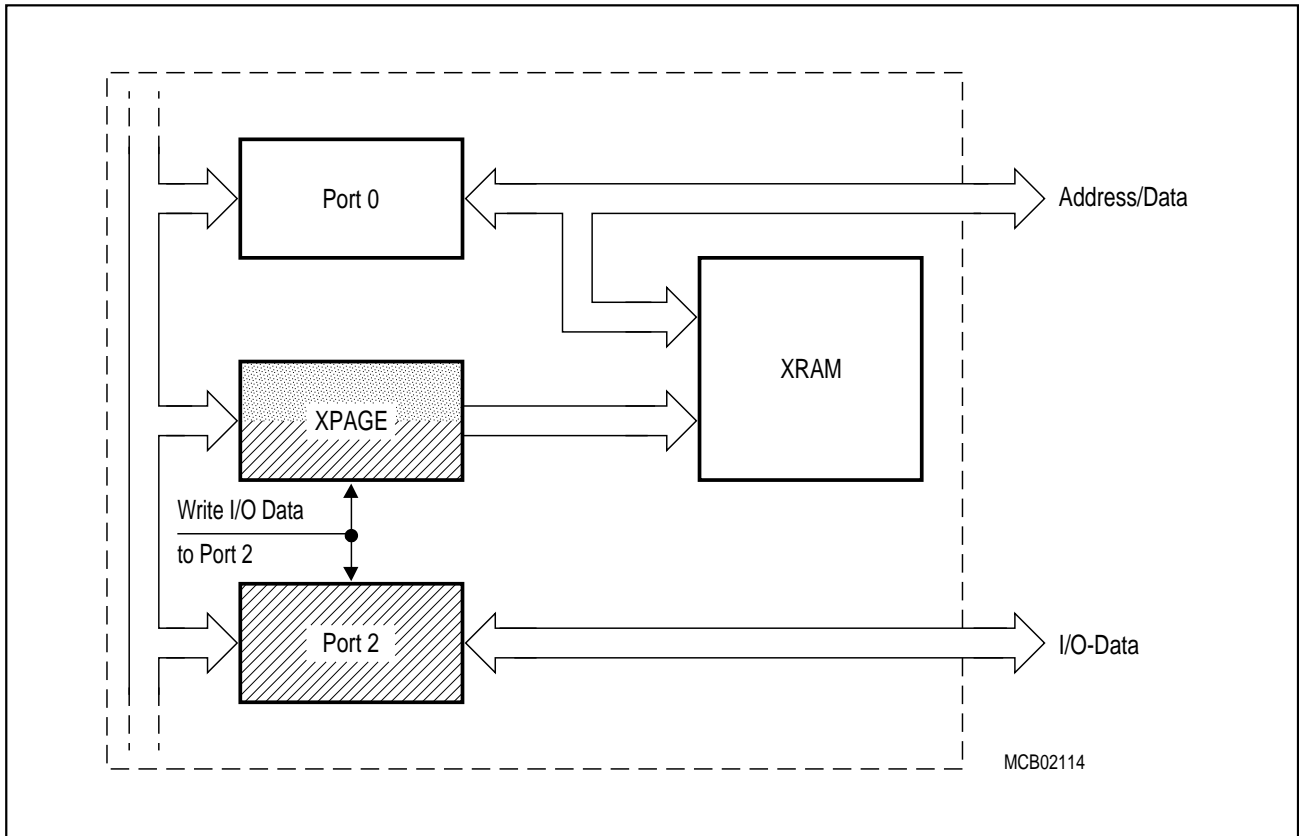 Port 0
Address/Data
XRAM
XPAGE
Write I/O Data
to Port 2
Port 2
I/O-Data
MCB02114